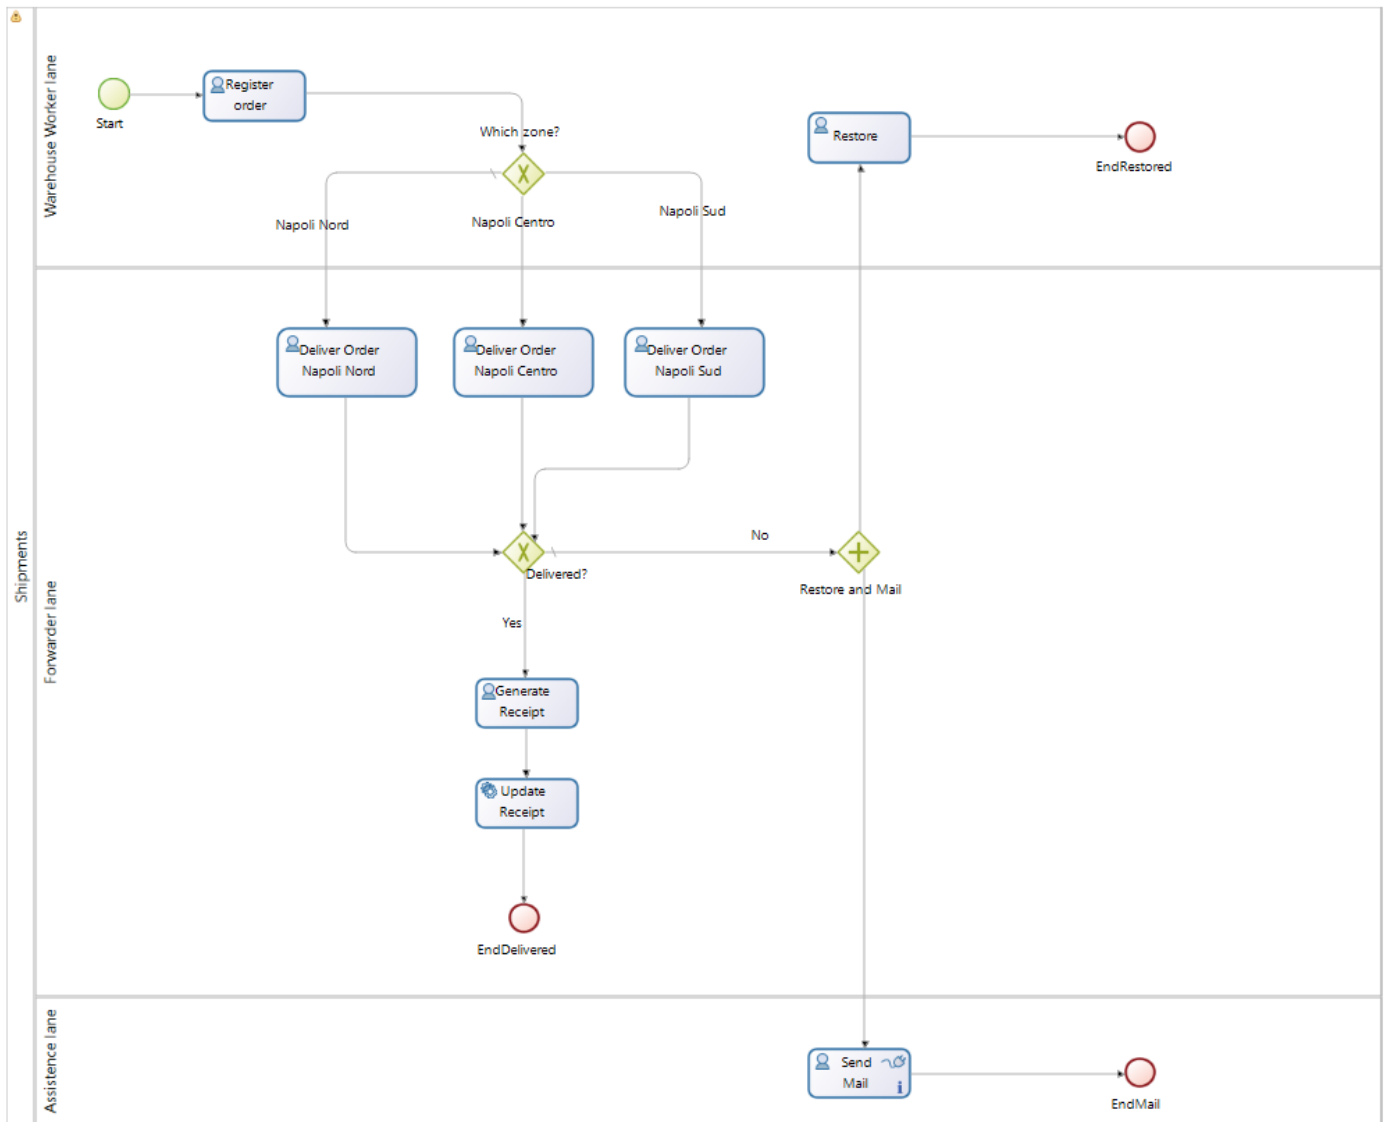 Shipments
Warehouse Worker lane
Start
Register
order
Which zone?
Napoli Nord
Napoli Centro
Napoli Sud
Restore
EndRestored
Forwarder lane
Deliver Order
Napoli Nord
Deliver Order
Napoli Centro
Deliver Order
Napoli Sud
Delivered?
No
Restore and Mail
Yes
Generate
Receipt
Update
Receipt
EndDelivered
Assistence lane
Send
Mail
EndMail